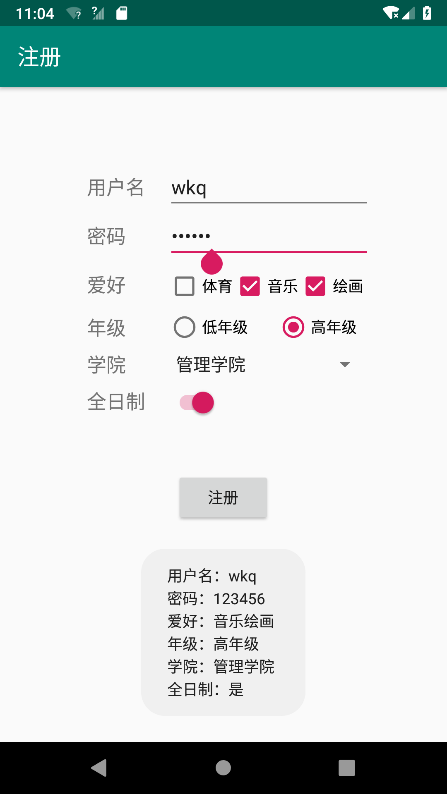 11:04
注册
用户名 wkq
密码 ••••••
爱好 体育 音乐 绘画
年级 低年级 高年级
学院 管理学院
全日制
注册
用户名：wkq
密码：123456
爱好：音乐绘画
年级：高年级
学院：管理学院
全日制：是